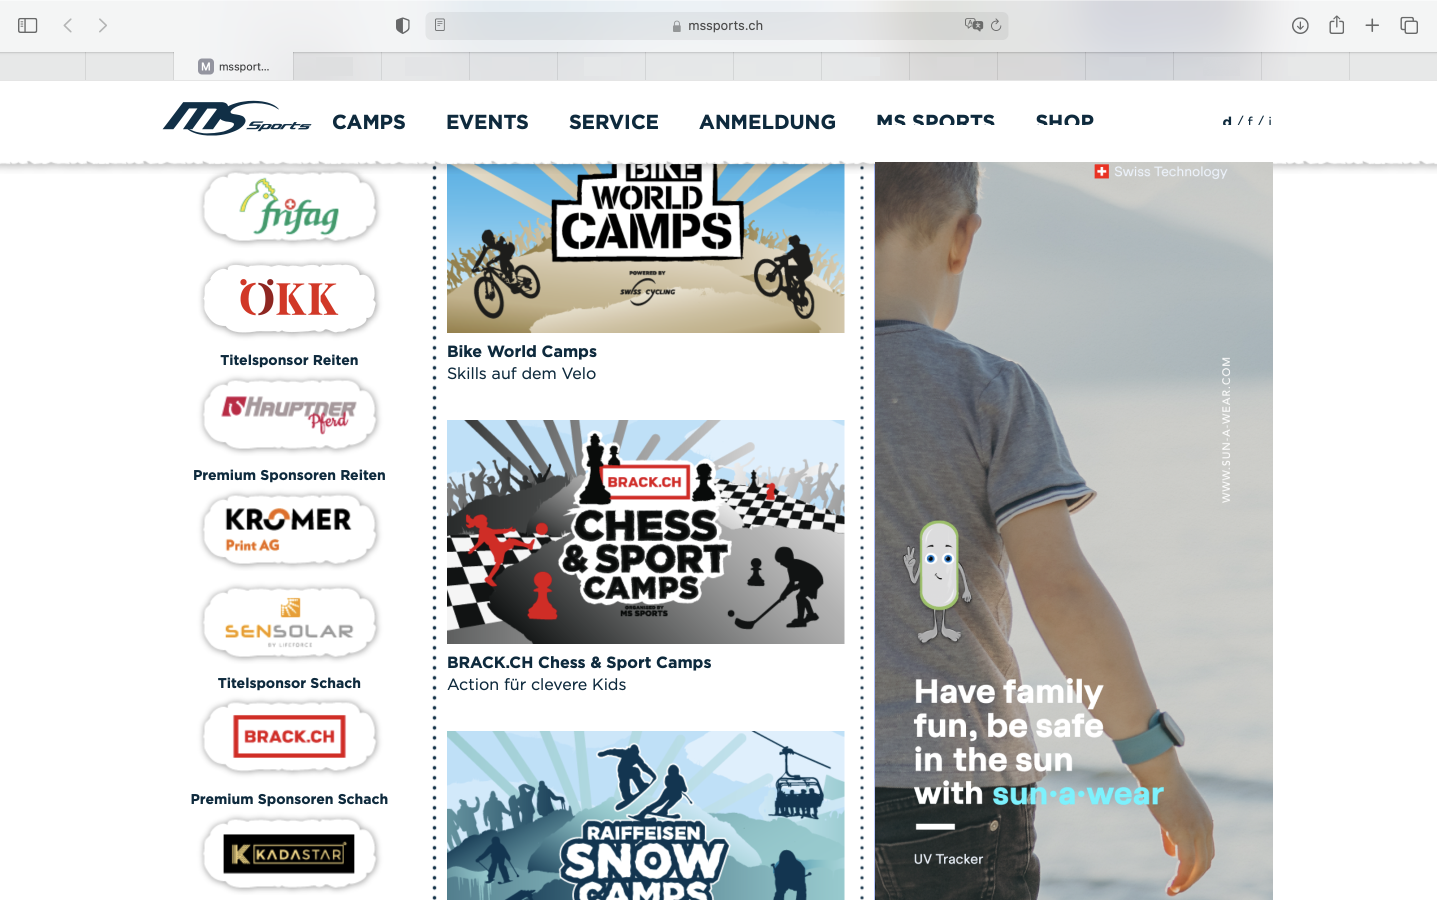 mssports.ch
M mssport...
MS Sports
CAMPS
EVENTS
SERVICE
ANMELDUNG
MS SPORTS
SHOP
d / f / i
frifag
ÖKK
Titelsponsor Reiten
HAUPTNER
Pferd
Premium Sponsoren Reiten
KROMER
Print AG
SENSOLAR
BY LIFEFORCE
Titelsponsor Schach
BRACK.CH
Premium Sponsoren Schach
K KADASTAR
BIKE
WORLD
CAMPS
POWERED BY
SWISS CYCLING
Bike World Camps
Skills auf dem Velo
BRACK.CH
CHESS
& SPORT
CAMPS
ORGANIZED BY
MS SPORTS
BRACK.CH Chess & Sport Camps
Action für clevere Kids
RAIFFEISEN
SNOW
CAMPS
Swiss Technology
WWW.SUN-A-WEAR.COM
Have family
fun, be safe
in the sun
with sun·a·wear
UV Tracker